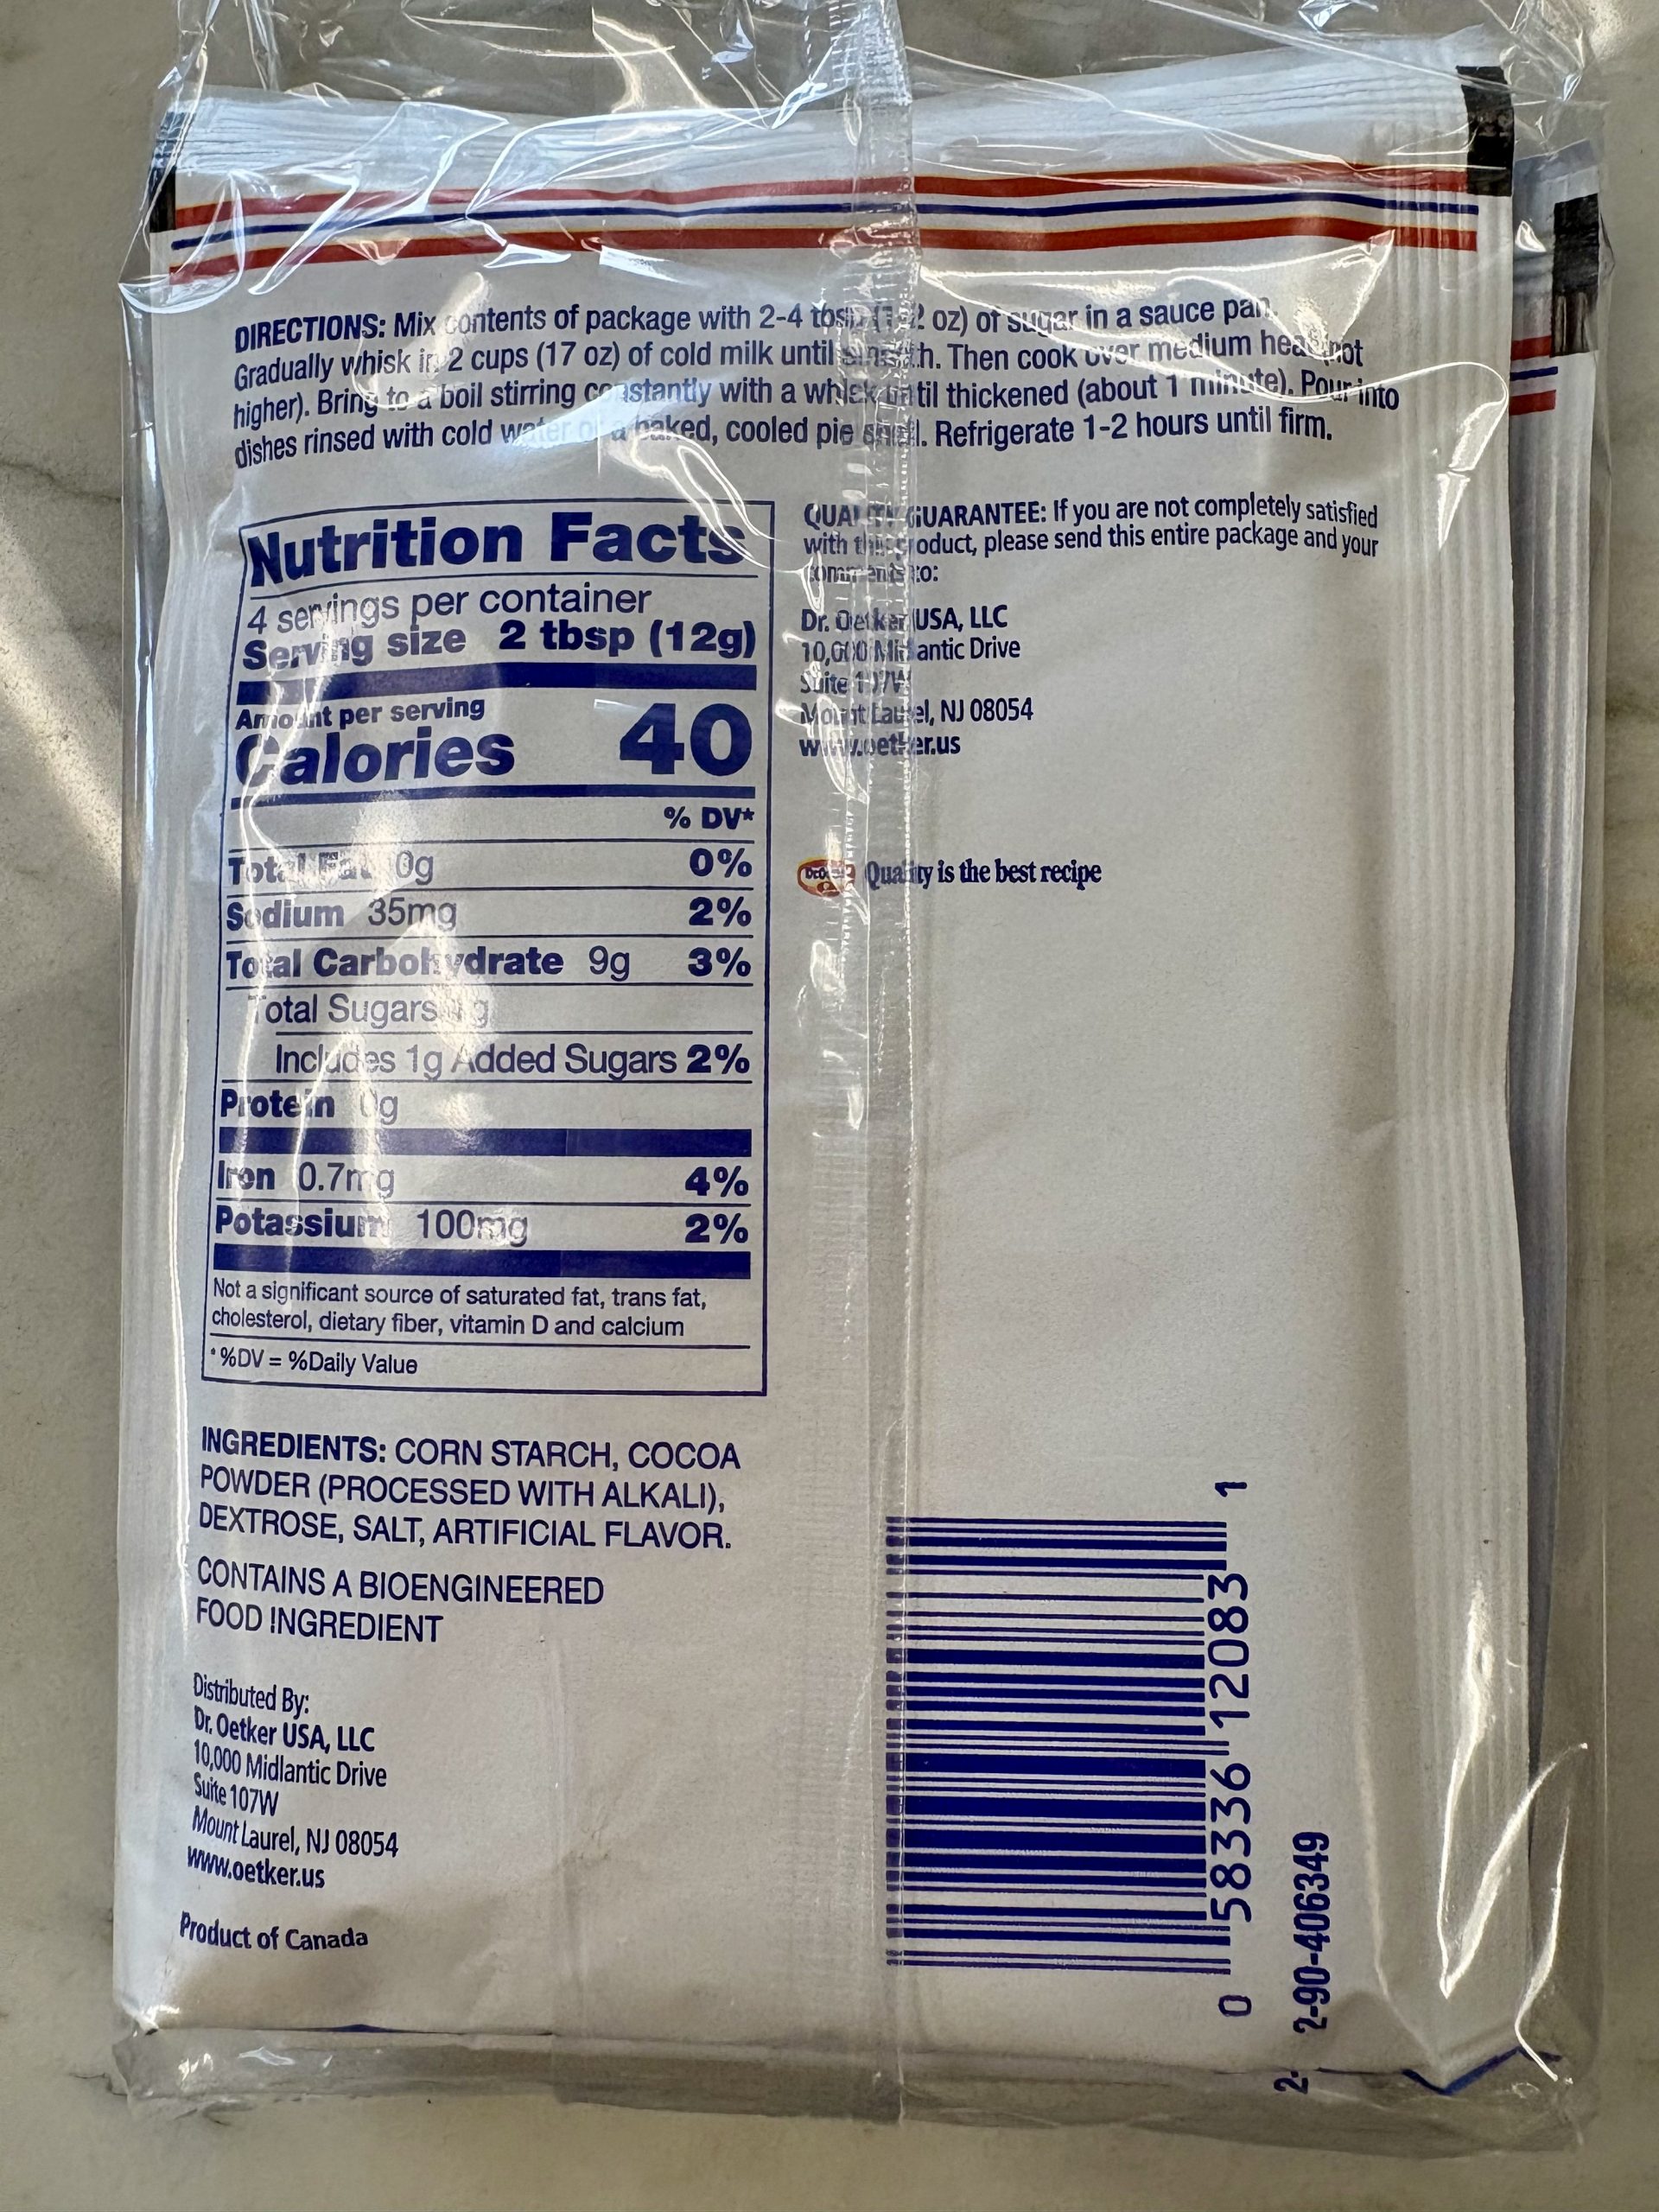 DIRECTIONS: Mix contents of package with 2-4 tbsp (1-2 oz) of sugar in a sauce pan.
Gradually whisk in 2 cups (17 oz) of cold milk until smooth. Then cook over medium heat (not
higher). Bring to a boil stirring constantly with a whisk until thickened (about 1 minute). Pour into
dishes rinsed with cold water or a baked, cooled pie shell. Refrigerate 1-2 hours until firm.
Nutrition Facts
4 servings per container
Serving size 2 tbsp (12g)
Amount per serving
Calories 40
% DV*
Total Fat 0g 0%
Sodium 35mg 2%
Total Carbohydrate 9g 3%
Total Sugars g
Includes 1g Added Sugars 2%
Protein 0g
Iron 0.7mg 4%
Potassium 100mg 2%
Not a significant source of saturated fat, trans fat,
cholesterol, dietary fiber, vitamin D and calcium
*%DV = %Daily Value
INGREDIENTS: CORN STARCH, COCOA
POWDER (PROCESSED WITH ALKALI),
DEXTROSE, SALT, ARTIFICIAL FLAVOR.
CONTAINS A BIOENGINEERED
FOOD INGREDIENT
Distributed By:
Dr. Oetker USA, LLC
10,000 Midlantic Drive
Suite 107W
Mount Laurel, NJ 08054
www.oetker.us
Product of Canada
QUALITY GUARANTEE: If you are not completely satisfied
with this product, please send this entire package and your
comments to:
Dr. Oetker USA, LLC
10,000 Midlantic Drive
Suite 107W
Mount Laurel, NJ 08054
www.oetker.us
Dr.Oetker Quality is the best recipe
0 58336 12083 1
2-90-406349
2-